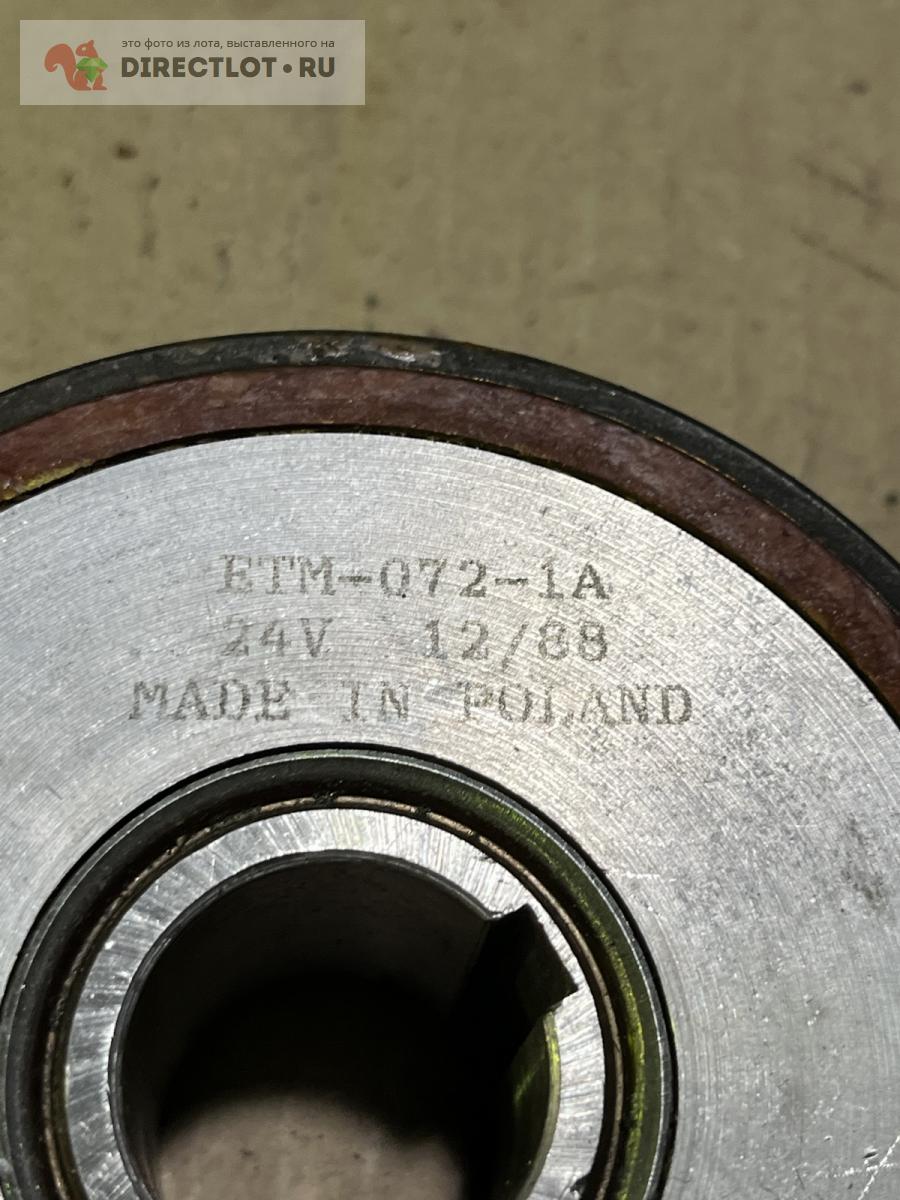 это фото из лота, выставленного на
DIRECTLOT•RU
ETM-072-1A
24V 12/88
MADE IN POLAND